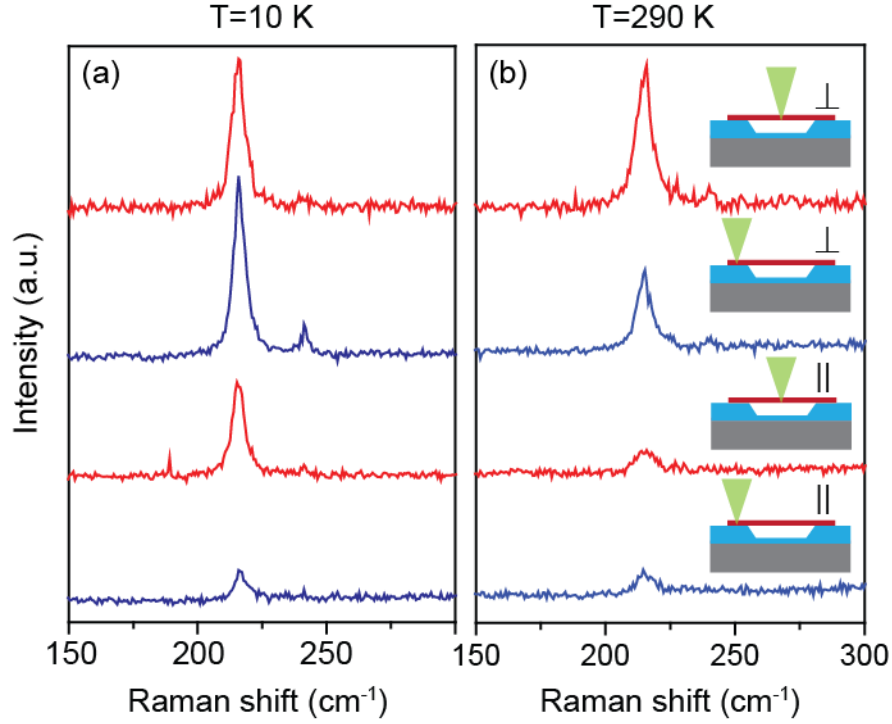 T=10 K
T=290 K
(a)
(b)
⊥
⊥
||
||
Intensity (a.u.)
150 200 250
150 200 250 300
Raman shift (cm⁻¹)
Raman shift (cm⁻¹)